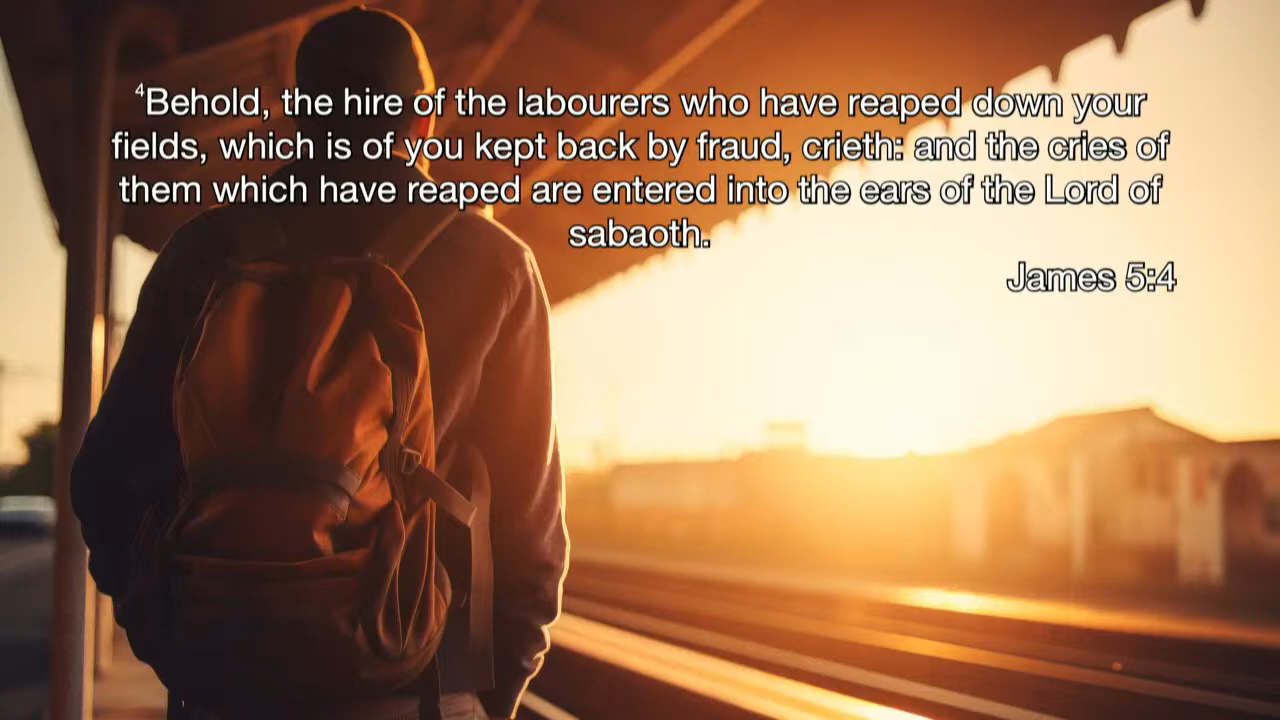 ⁴Behold, the hire of the labourers who have reaped down your
fields, which is of you kept back by fraud, crieth: and the cries of
them which have reaped are entered into the ears of the Lord of
sabaoth.
James 5:4